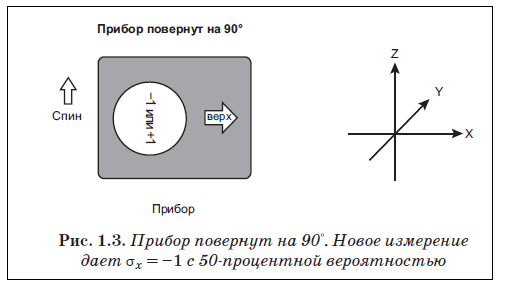 Прибор повернут на 90°
Z
Y
X
Спин
−1 или +1
верх
Прибор
Рис. 1.3. Прибор повернут на 90°. Новое измерение
дает σx = −1 с 50-процентной вероятностью